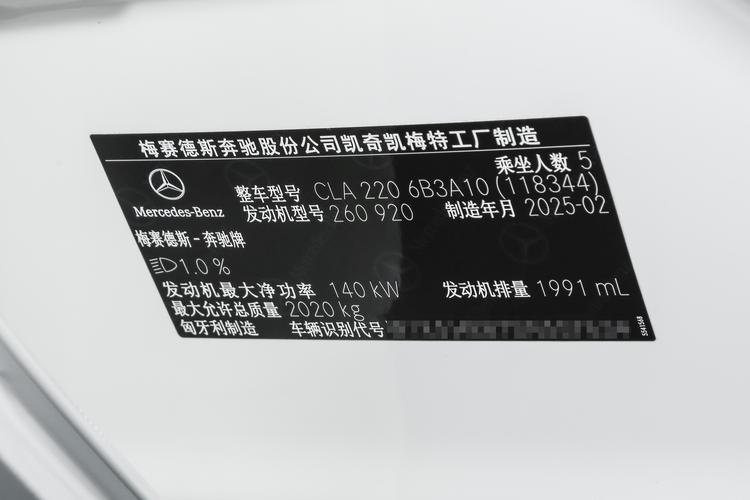 梅赛德斯奔驰股份公司凯奇凯梅特工厂制造
乘坐人数 5
整车型号 CLA 220 6B3A10 (118344)
Mercedes-Benz
发动机型号 260 920 制造年月 2025-02
梅赛德斯-奔驰牌
1.0 %
发动机最大净功率 140 kW 发动机排量 1991 mL
最大允许总质量 2020 kg
匈牙利制造 车辆识别代号